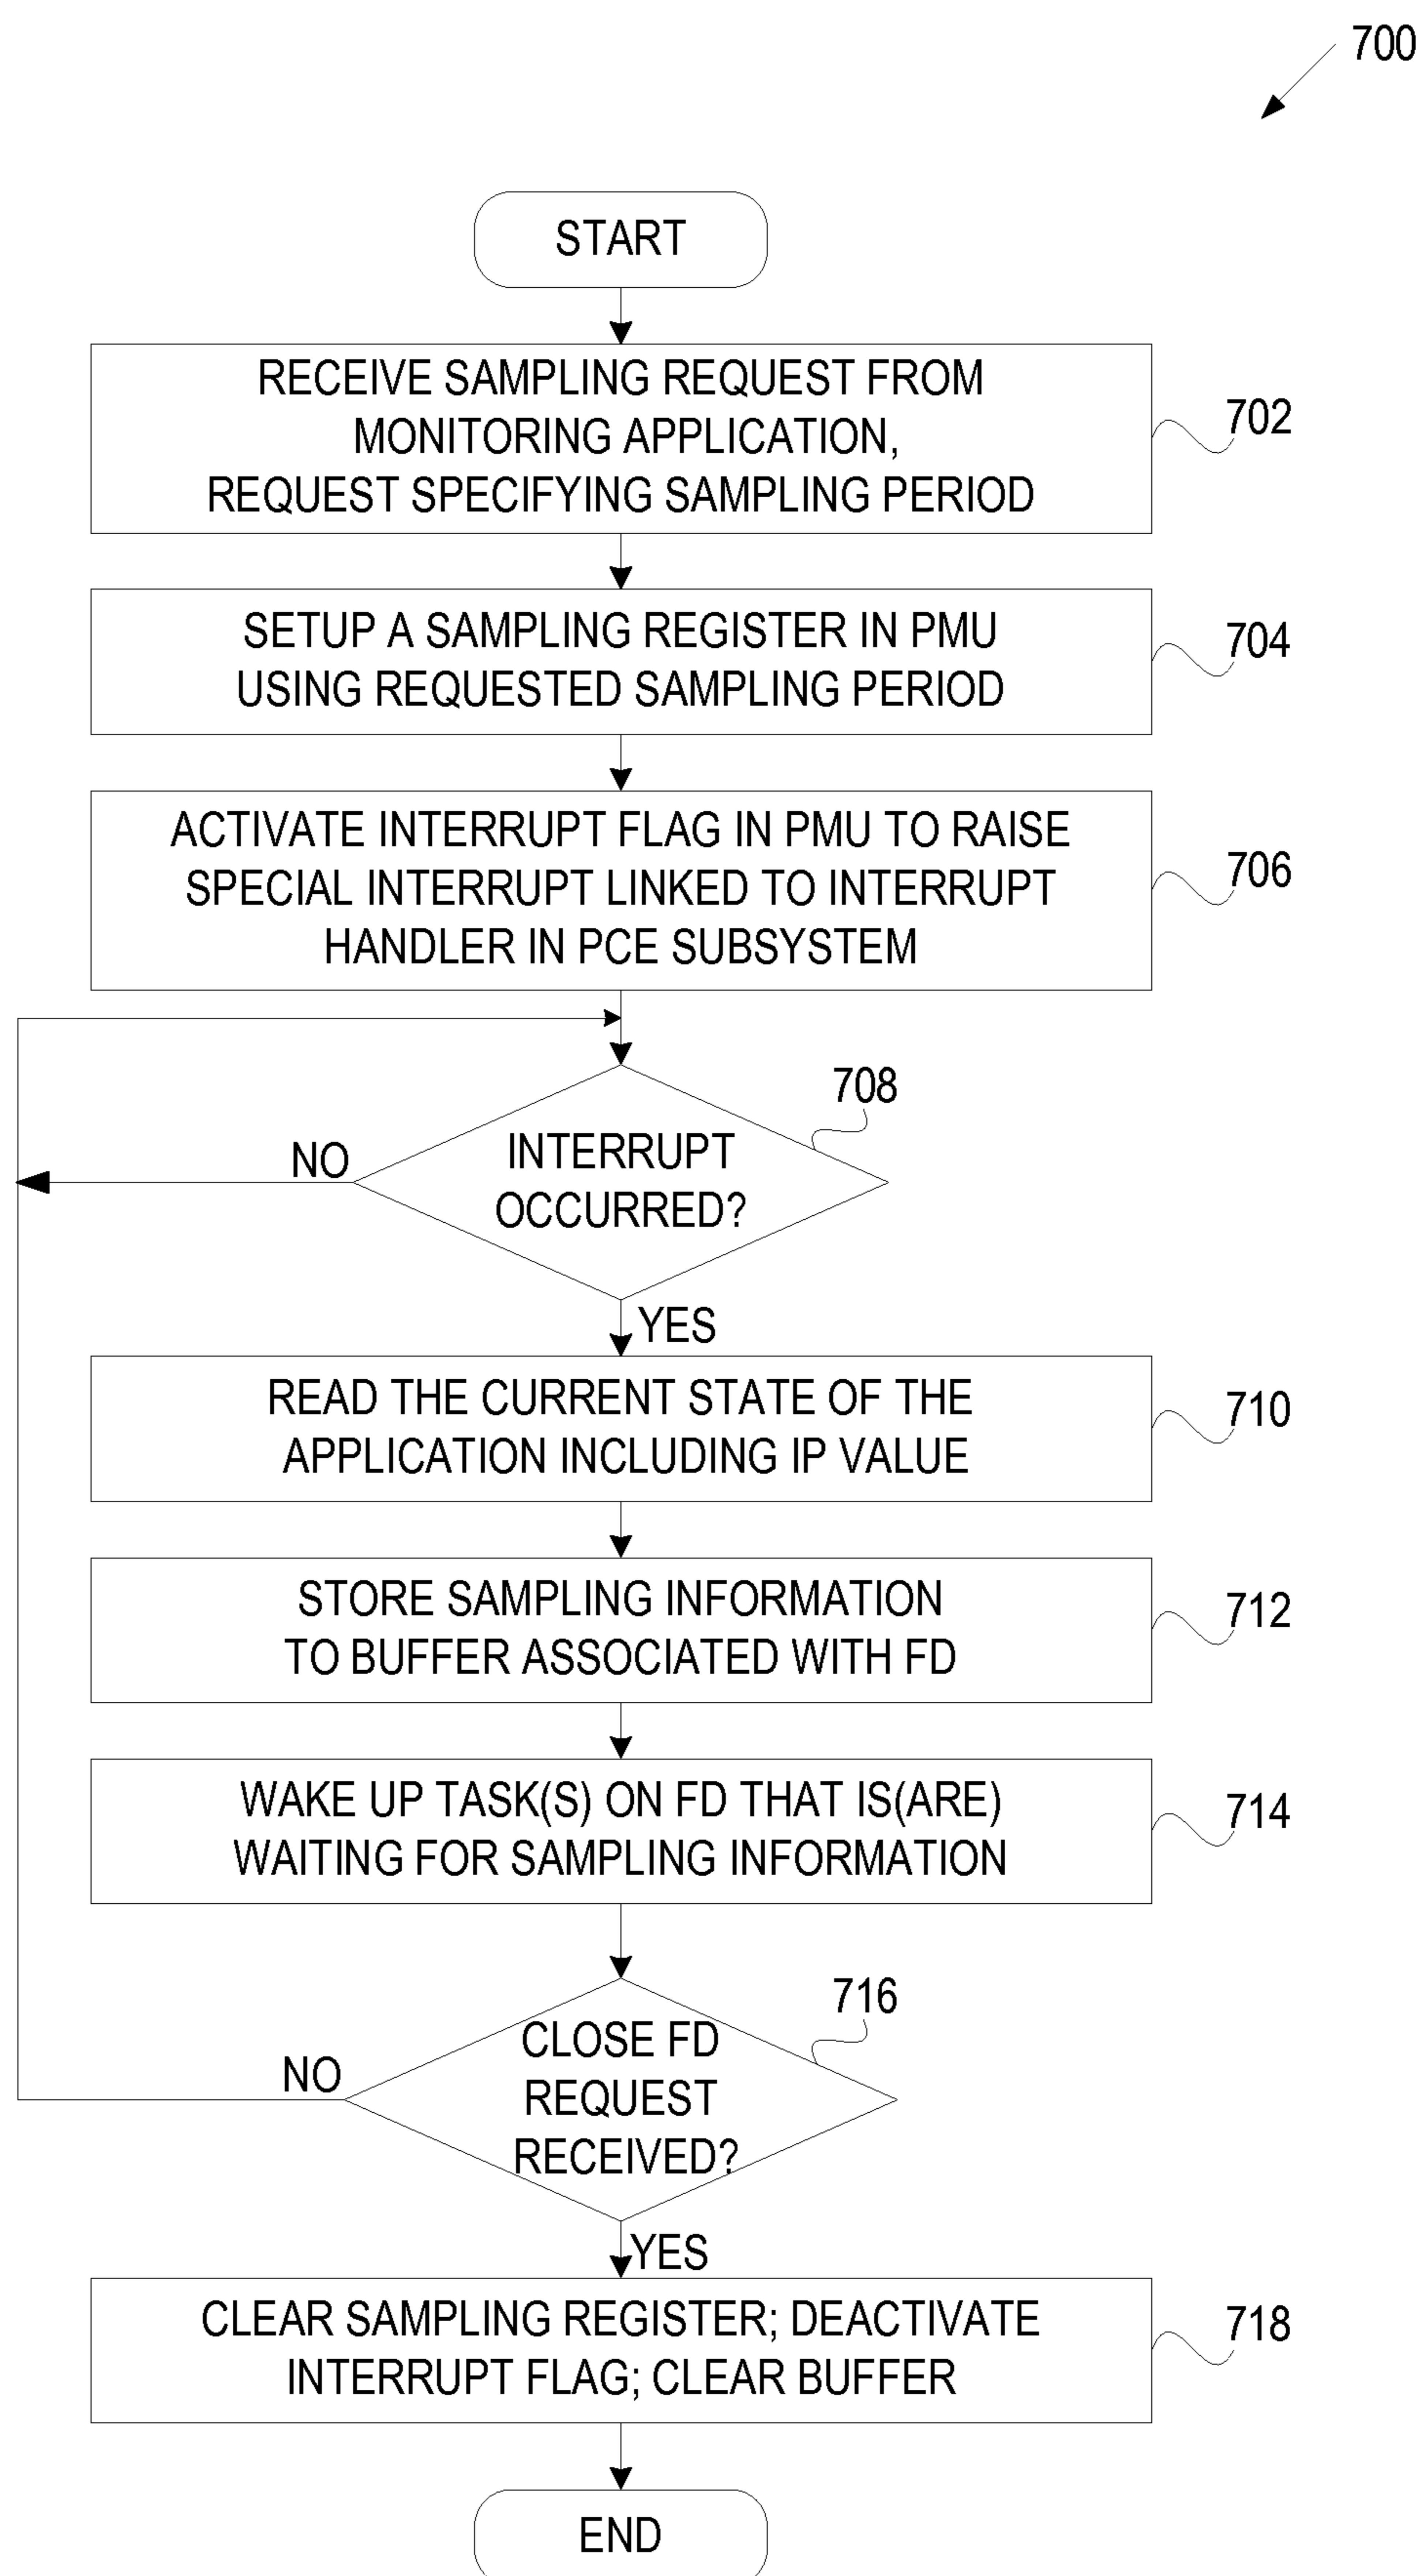 700
START
RECEIVE SAMPLING REQUEST FROM
MONITORING APPLICATION,
REQUEST SPECIFYING SAMPLING PERIOD
702
SETUP A SAMPLING REGISTER IN PMU
USING REQUESTED SAMPLING PERIOD
704
ACTIVATE INTERRUPT FLAG IN PMU TO RAISE
SPECIAL INTERRUPT LINKED TO INTERRUPT
HANDLER IN PCE SUBSYSTEM
706
708
INTERRUPT
OCCURRED?
NO
YES
READ THE CURRENT STATE OF THE
APPLICATION INCLUDING IP VALUE
710
STORE SAMPLING INFORMATION
TO BUFFER ASSOCIATED WITH FD
712
WAKE UP TASK(S) ON FD THAT IS(ARE)
WAITING FOR SAMPLING INFORMATION
714
716
CLOSE FD
REQUEST
RECEIVED?
NO
YES
CLEAR SAMPLING REGISTER; DEACTIVATE
INTERRUPT FLAG; CLEAR BUFFER
718
END